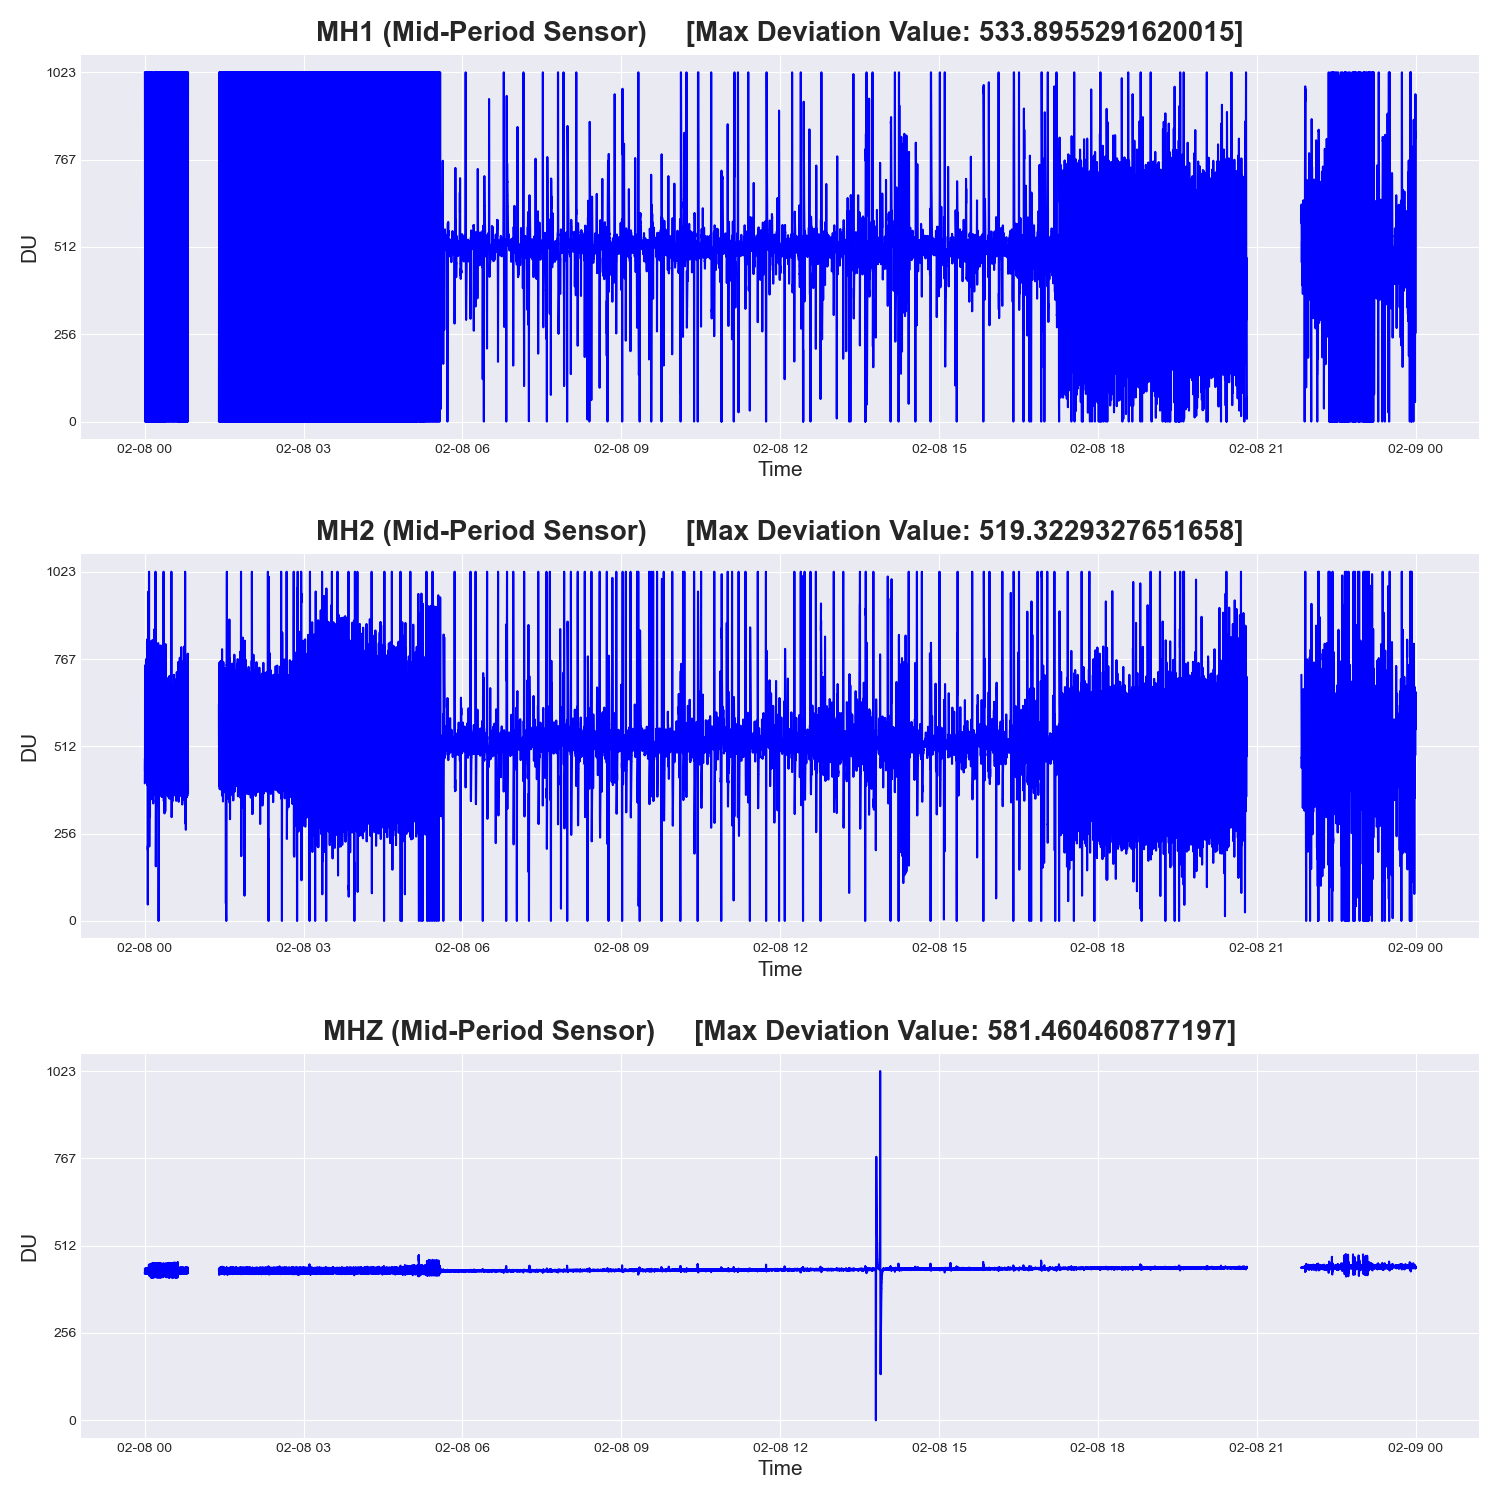 MH1 (Mid-Period Sensor) [Max Deviation Value: 533.8955291620015]
1023
767
512
256
0
DU
02-08 00 02-08 03 02-08 06 02-08 09 02-08 12 02-08 15 02-08 18 02-08 21 02-09 00
Time
MH2 (Mid-Period Sensor) [Max Deviation Value: 519.3229327651658]
1023
767
512
256
0
DU
02-08 00 02-08 03 02-08 06 02-08 09 02-08 12 02-08 15 02-08 18 02-08 21 02-09 00
Time
MHZ (Mid-Period Sensor) [Max Deviation Value: 581.460460877197]
1023
767
512
256
0
DU
02-08 00 02-08 03 02-08 06 02-08 09 02-08 12 02-08 15 02-08 18 02-08 21 02-09 00
Time